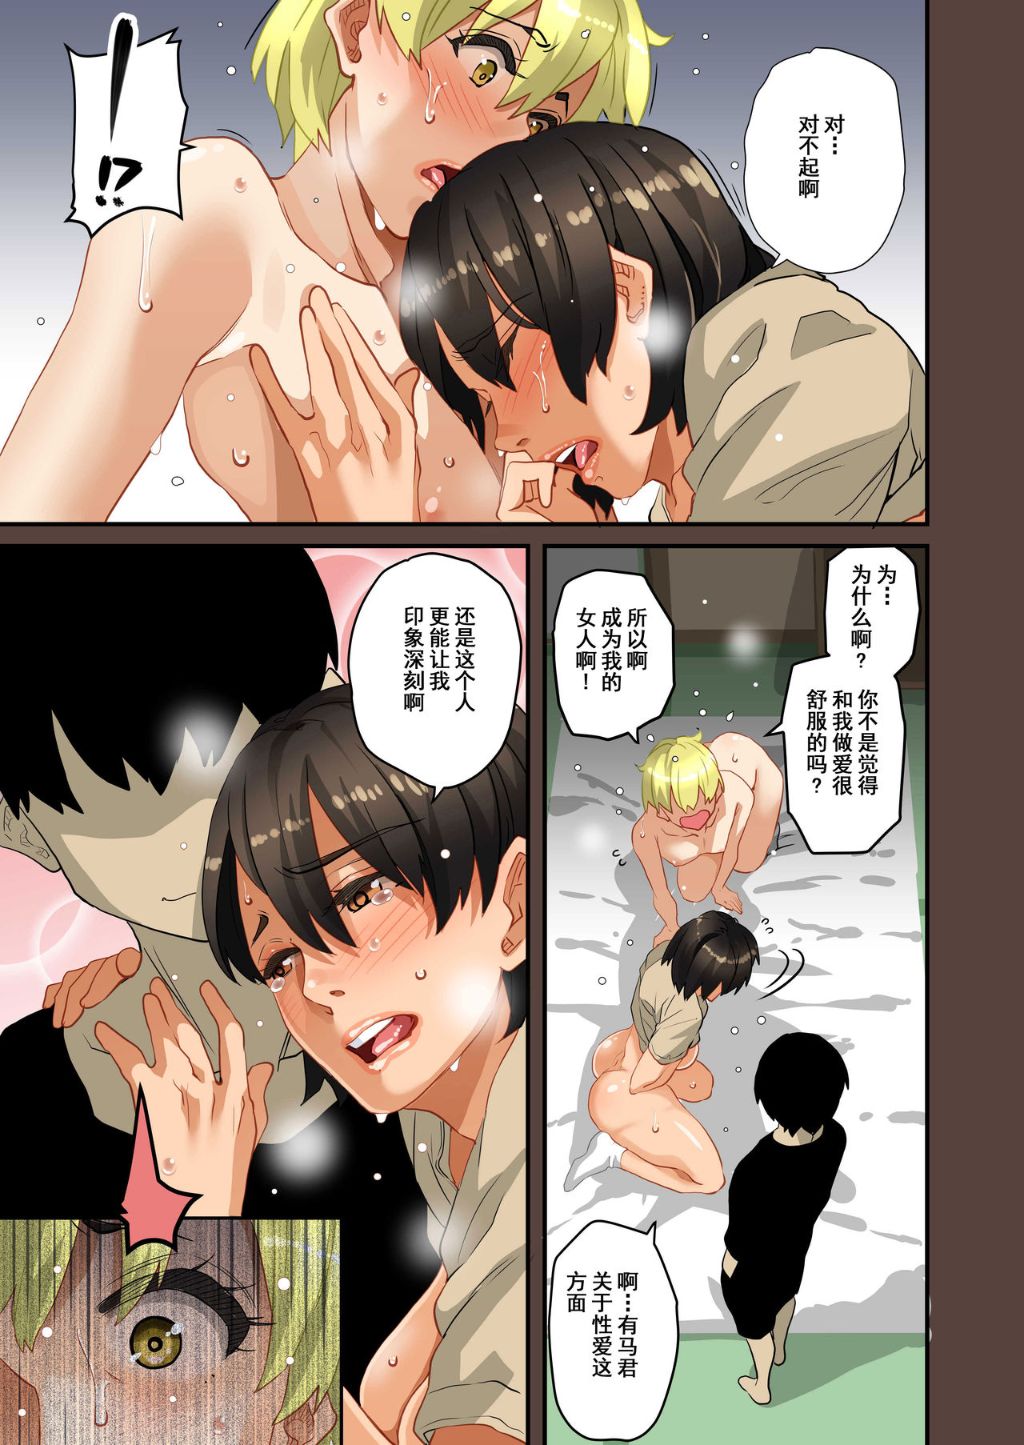 对…
对不起啊
!
!?
为…
为什么啊？
你不是觉得
和我做爱很
舒服的吗？
所以啊
成为我的
女人啊！
啊…有马君
关于性爱这
方面
还是这个人
更能让我
印象深刻啊